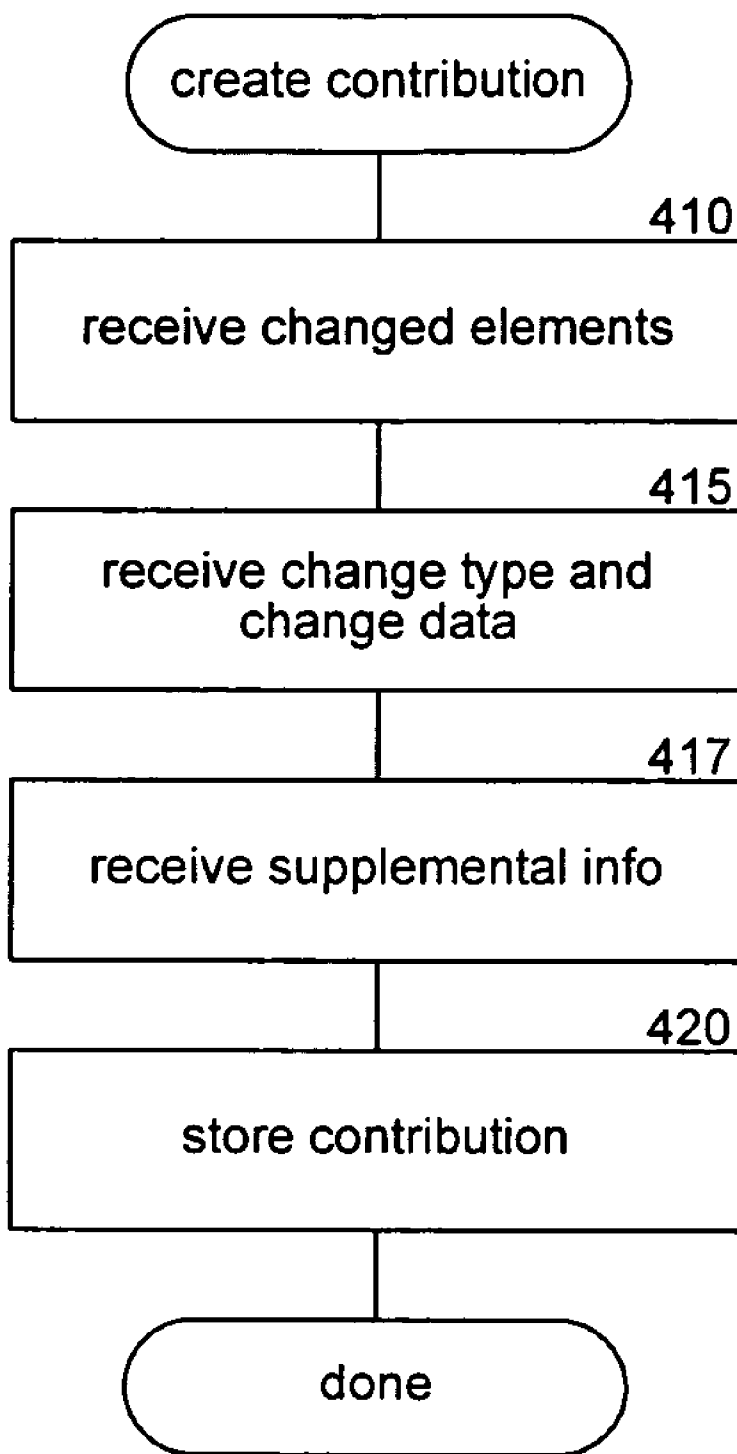 create contribution
410
receive changed elements
415
receive change type and
change data
417
receive supplemental info
420
store contribution
done